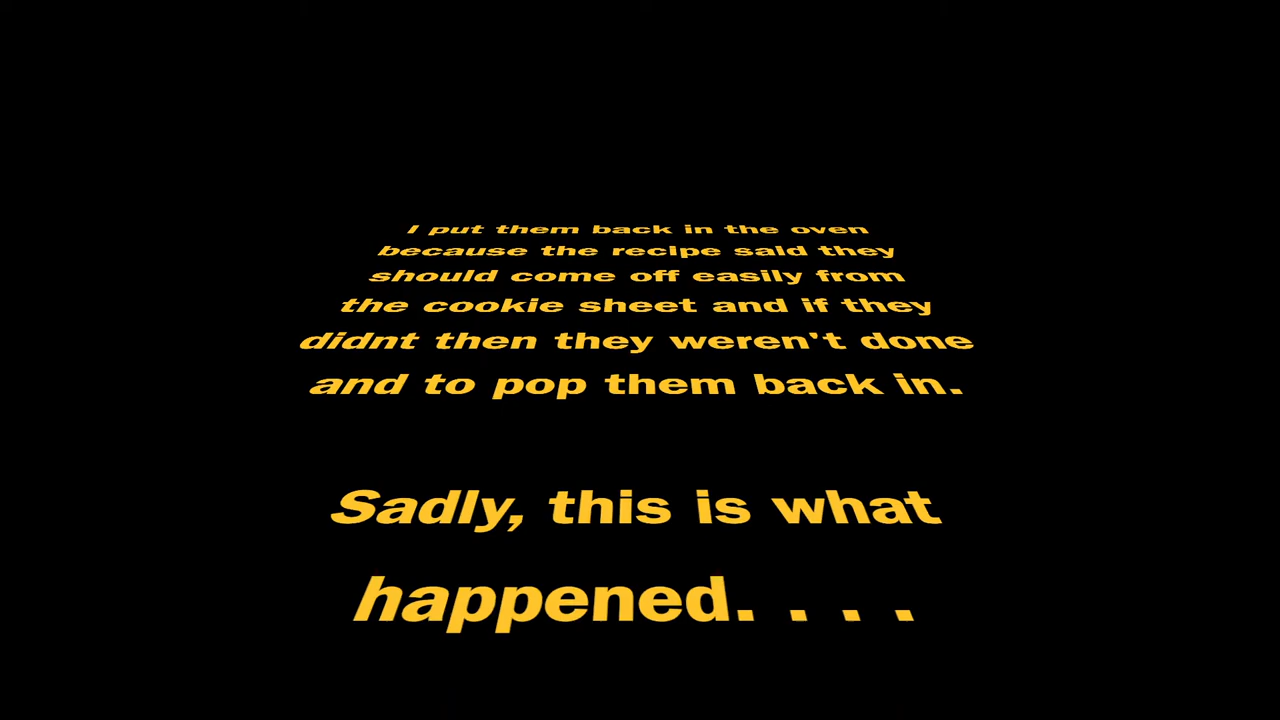 I put them back in the oven
because the recipe said they
should come off easily from
the cookie sheet and if they
didnt then they weren't done
and to pop them back in.
Sadly, this is what
happened. . . .